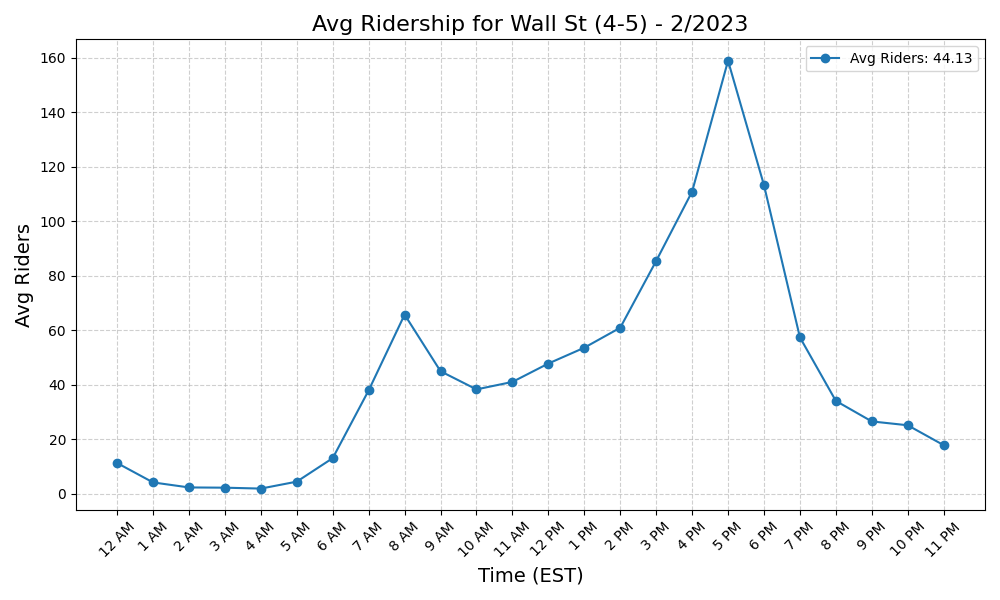 Avg Ridership for Wall St (4-5) - 2/2023
Avg Riders: 44.13
Avg Riders
160
140
120
100
80
60
40
20
0
12 AM
1 AM
2 AM
3 AM
4 AM
5 AM
6 AM
7 AM
8 AM
9 AM
10 AM
11 AM
12 PM
1 PM
2 PM
3 PM
4 PM
5 PM
6 PM
7 PM
8 PM
9 PM
10 PM
11 PM
Time (EST)